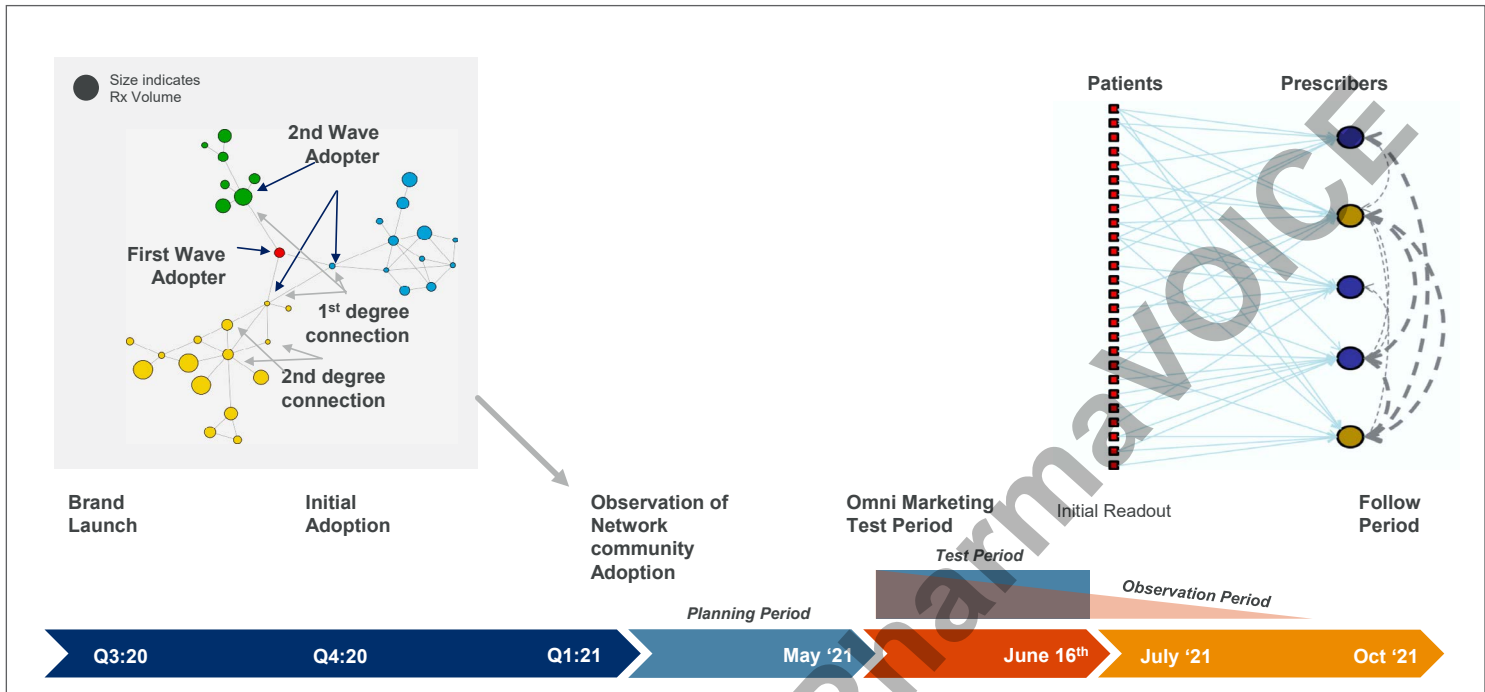 Size indicates
Rx Volume
2nd Wave
Adopter
First Wave
Adopter
1st degree
connection
2nd degree
connection
Patients
Prescribers
Brand
Launch
Initial
Adoption
Observation of
Network
community
Adoption
Omni Marketing
Test Period
Initial Readout
Follow
Period
Test Period
Observation Period
Planning Period
Q3:20
Q4:20
Q1:21
May ‘21
June 16th
July ‘21
Oct ‘21
PharmaVOICE